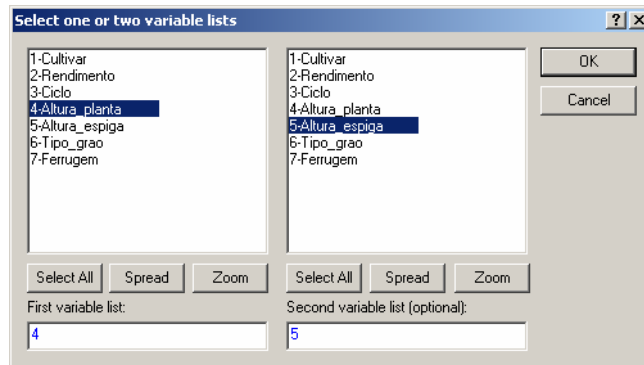 Select one or two variable lists
1-Cultivar
2-Rendimento
3-Ciclo
4-Altura_planta
5-Altura_espiga
6-Tipo_grao
7-Ferrugem
1-Cultivar
2-Rendimento
3-Ciclo
4-Altura_planta
5-Altura_espiga
6-Tipo_grao
7-Ferrugem
OK
Cancel
Select All Spread Zoom
Select All Spread Zoom
First variable list:
4
Second variable list (optional):
5